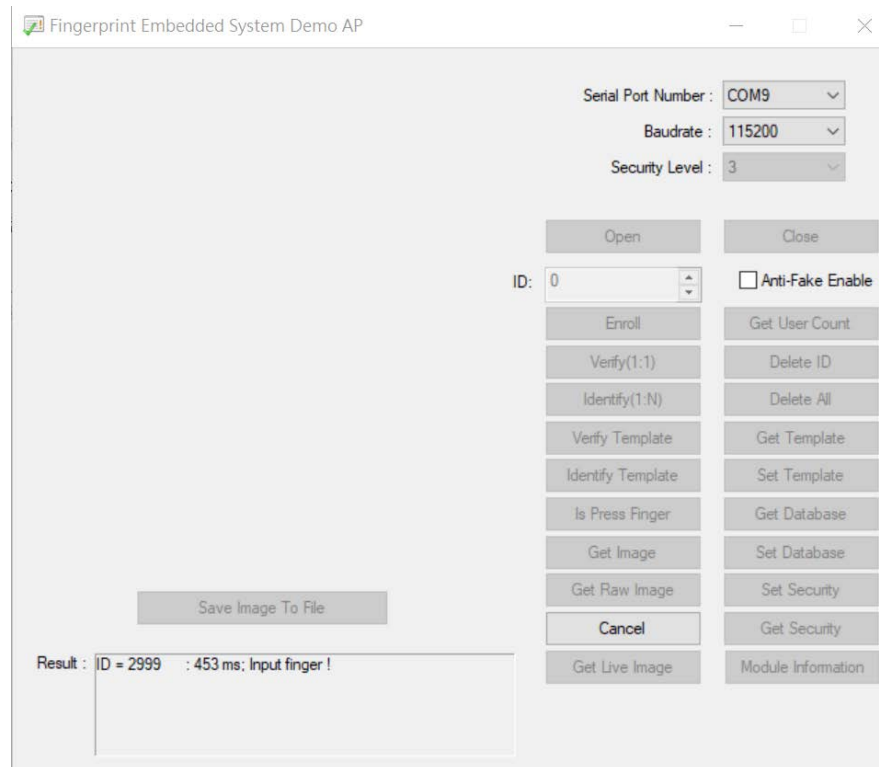 Fingerprint Embedded System Demo AP
Serial Port Number : COM9
Baudrate : 115200
Security Level : 3
Open Close
ID: 0 Anti-Fake Enable
Enroll Get User Count
Verify(1:1) Delete ID
Identify(1:N) Delete All
Verify Template Get Template
Identify Template Set Template
Is Press Finger Get Database
Get Image Set Database
Get Raw Image Set Security
Save Image To File
Cancel Get Security
Result : ID = 2999 : 453 ms; Input finger !
Get Live Image Module Information